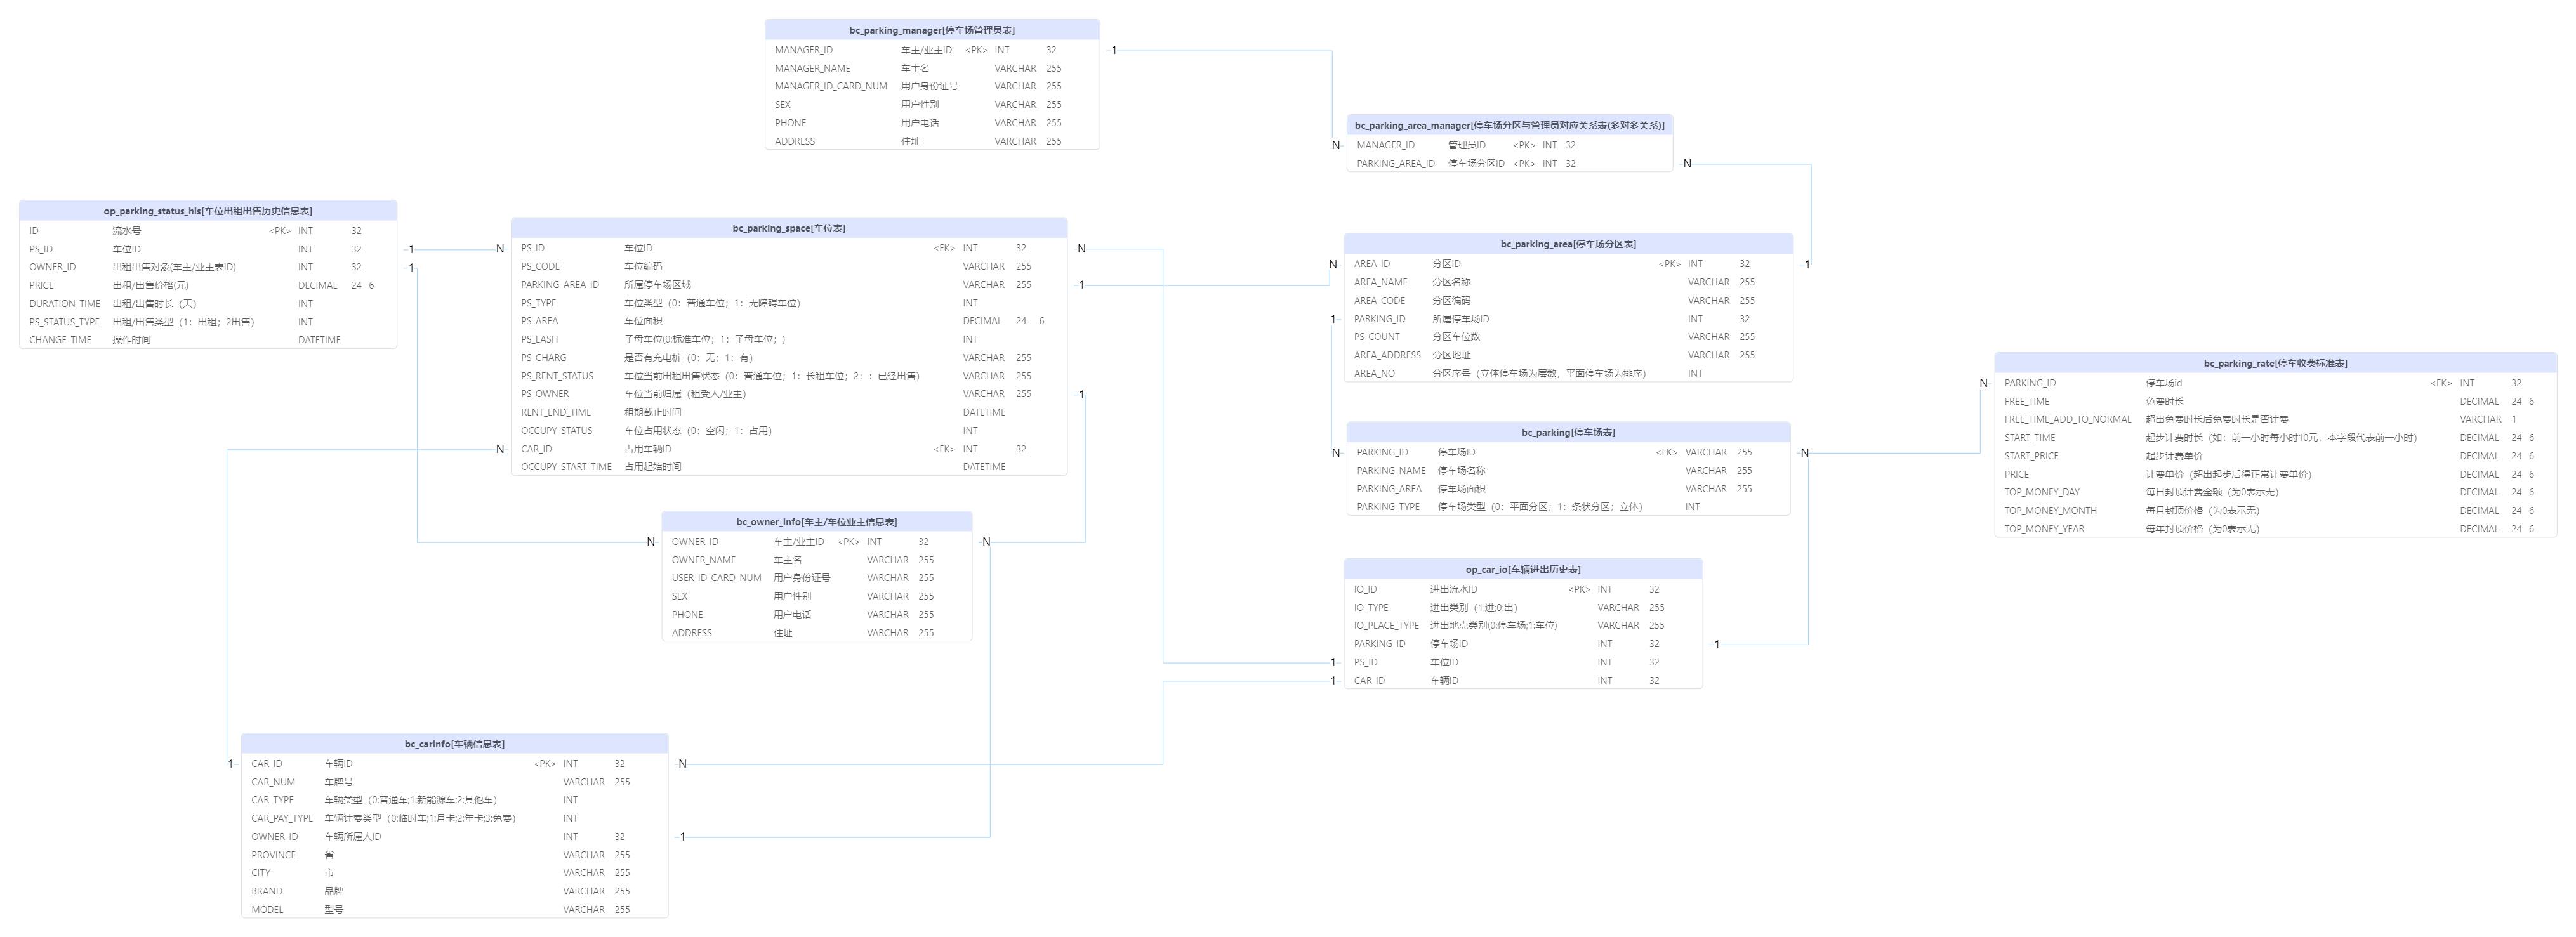 bc_parking_manager[停车场管理员表]
MANAGER_ID 车主/业主ID <PK> INT 32
MANAGER_NAME 车主名 VARCHAR 255
MANAGER_ID_CARD_NUM 用户身份证号 VARCHAR 255
SEX 用户性别 VARCHAR 255
PHONE 用户电话 VARCHAR 255
ADDRESS 住址 VARCHAR 255
1
N
bc_parking_area_manager[停车场分区与管理员对应关系表(多对多关系)]
MANAGER_ID 管理员ID <PK> INT 32
PARKING_AREA_ID 停车场分区ID <PK> INT 32
N
op_parking_status_his[车位出租出售历史信息表]
ID 流水号 <PK> INT 32
PS_ID 车位ID INT 32
OWNER_ID 出租出售对象(车主/业主表ID) INT 32
PRICE 出租/出售价格(元) DECIMAL 24 6
DURATION_TIME 出租/出售时长（天） INT
PS_STATUS_TYPE 出租/出售类型（1：出租；2出售） INT
CHANGE_TIME 操作时间 DATETIME
1
1
N
bc_parking_space[车位表]
PS_ID 车位ID <FK> INT 32
PS_CODE 车位编码 VARCHAR 255
PARKING_AREA_ID 所属停车场区域 VARCHAR 255
PS_TYPE 车位类型（0：普通车位；1：无障碍车位） INT
PS_AREA 车位面积 DECIMAL 24 6
PS_LASH 子母车位(0:标准车位；1：子母车位；) INT
PS_CHARG 是否有充电桩（0：无；1：有） VARCHAR 255
PS_RENT_STATUS 车位当前出租出售状态（0：普通车位；1：长租车位；2：：已经出售） VARCHAR 255
PS_OWNER 车位当前归属（租受人/业主） VARCHAR 255
RENT_END_TIME 租期截止时间 DATETIME
OCCUPY_STATUS 车位占用状态（0：空闲；1：占用） INT
CAR_ID 占用车辆ID <FK> INT 32
OCCUPY_START_TIME 占用起始时间 DATETIME
N
1
1
N
N
bc_parking_area[停车场分区表]
AREA_ID 分区ID <PK> INT 32
AREA_NAME 分区名称 VARCHAR 255
AREA_CODE 分区编码 VARCHAR 255
PARKING_ID 所属停车场ID INT 32
PS_COUNT 分区车位数 VARCHAR 255
AREA_ADDRESS 分区地址 VARCHAR 255
AREA_NO 分区序号（立体停车场为层数，平面停车场为排序） INT
1
1
N
bc_parking[停车场表]
PARKING_ID 停车场ID <FK> VARCHAR 255
PARKING_NAME 停车场名称 VARCHAR 255
PARKING_AREA 停车场面积 VARCHAR 255
PARKING_TYPE 停车场类型（0：平面分区；1：条状分区；立体） INT
N
N
bc_parking_rate[停车收费标准表]
PARKING_ID 停车场id <FK> INT 32
FREE_TIME 免费时长 DECIMAL 24 6
FREE_TIME_ADD_TO_NORMAL 超出免费时长后免费时长是否计费 VARCHAR 1
START_TIME 起步计费时长（如：前一小时每小时10元，本字段代表前一小时） DECIMAL 24 6
START_PRICE 起步计费单价 DECIMAL 24 6
PRICE 计费单价（超出起步后得正常计费单价） DECIMAL 24 6
TOP_MONEY_DAY 每日封顶计费金额（为0表示无） DECIMAL 24 6
TOP_MONEY_MONTH 每月封顶价格（为0表示无） DECIMAL 24 6
TOP_MONEY_YEAR 每年封顶价格（为0表示无） DECIMAL 24 6
N
bc_owner_info[车主/车位业主信息表]
OWNER_ID 车主/业主ID <PK> INT 32
OWNER_NAME 车主名 VARCHAR 255
USER_ID_CARD_NUM 用户身份证号 VARCHAR 255
SEX 用户性别 VARCHAR 255
PHONE 用户电话 VARCHAR 255
ADDRESS 住址 VARCHAR 255
N
op_car_io[车辆进出历史表]
IO_ID 进出流水ID <PK> INT 32
IO_TYPE 进出类别（1:进;0:出） VARCHAR 255
IO_PLACE_TYPE 进出地点类别(0:停车场;1:车位) VARCHAR 255
PARKING_ID 停车场ID INT 32
PS_ID 车位ID INT 32
CAR_ID 车辆ID INT 32
1
1
1
bc_carinfo[车辆信息表]
CAR_ID 车辆ID <PK> INT 32
CAR_NUM 车牌号 VARCHAR 255
CAR_TYPE 车辆类型（0:普通车;1:新能源车;2:其他车） INT
CAR_PAY_TYPE 车辆计费类型（0:临时车;1:月卡;2:年卡;3:免费） INT
OWNER_ID 车辆所属人ID INT 32
PROVINCE 省 VARCHAR 255
CITY 市 VARCHAR 255
BRAND 品牌 VARCHAR 255
MODEL 型号 VARCHAR 255
1
N
1